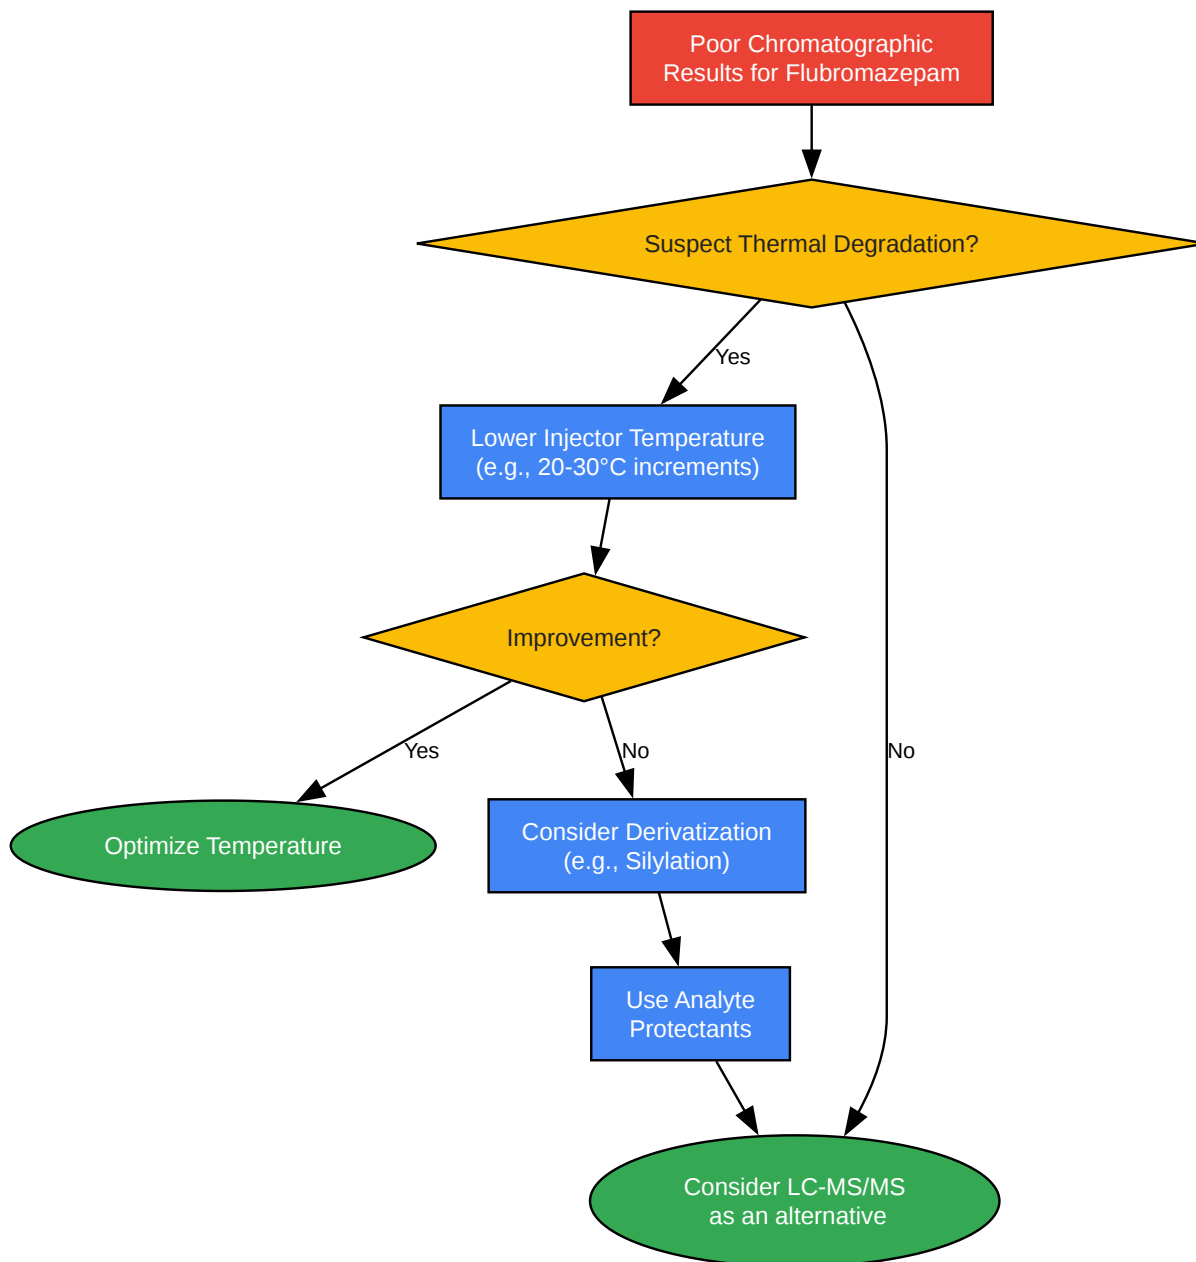 Poor Chromatographic
Results for Flubromazepam
Suspect Thermal Degradation?
Yes
Lower Injector Temperature
(e.g., 20-30°C increments)
Improvement?
Yes
No
No
Optimize Temperature
Consider Derivatization
(e.g., Silylation)
Use Analyte
Protectants
Consider LC-MS/MS
as an alternative